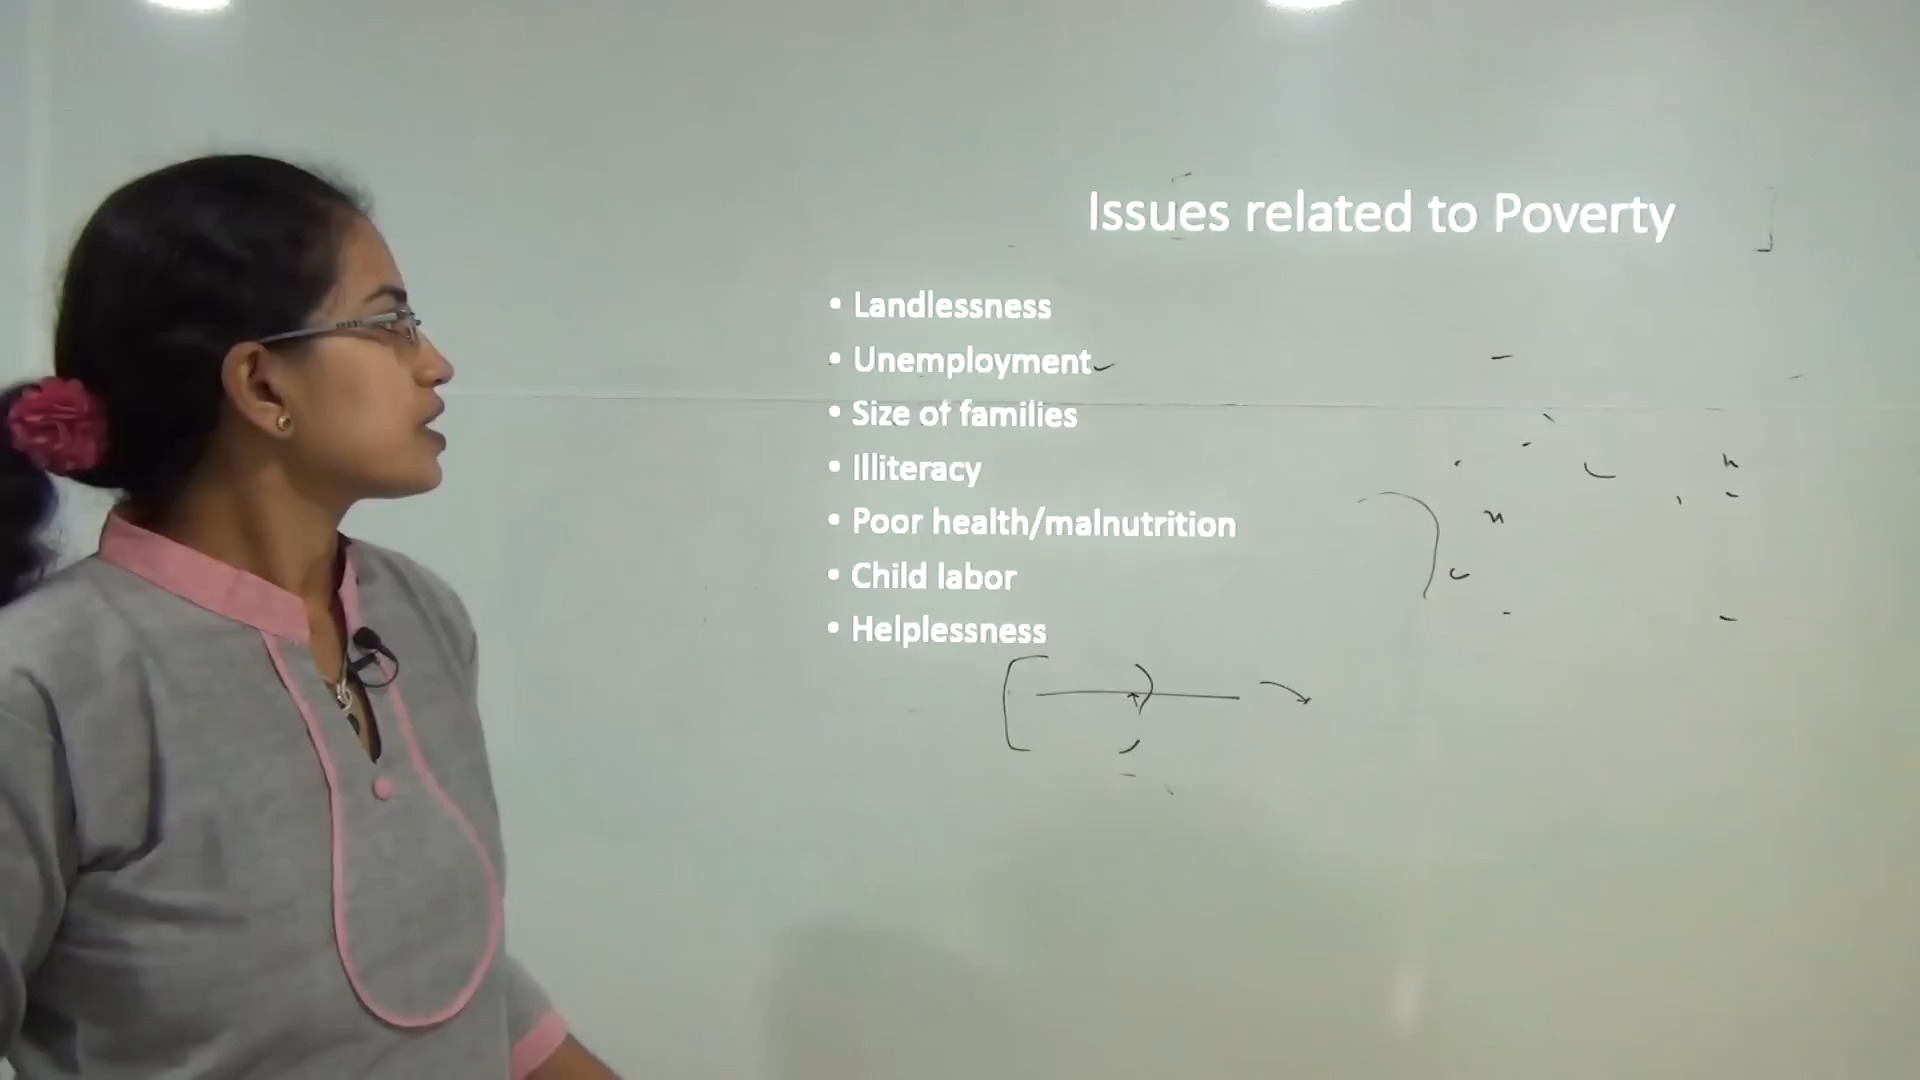 Issues related to Poverty
• Landlessness
• Unemployment
• Size of families
• Illiteracy
• Poor health/malnutrition
• Child labor
• Helplessness